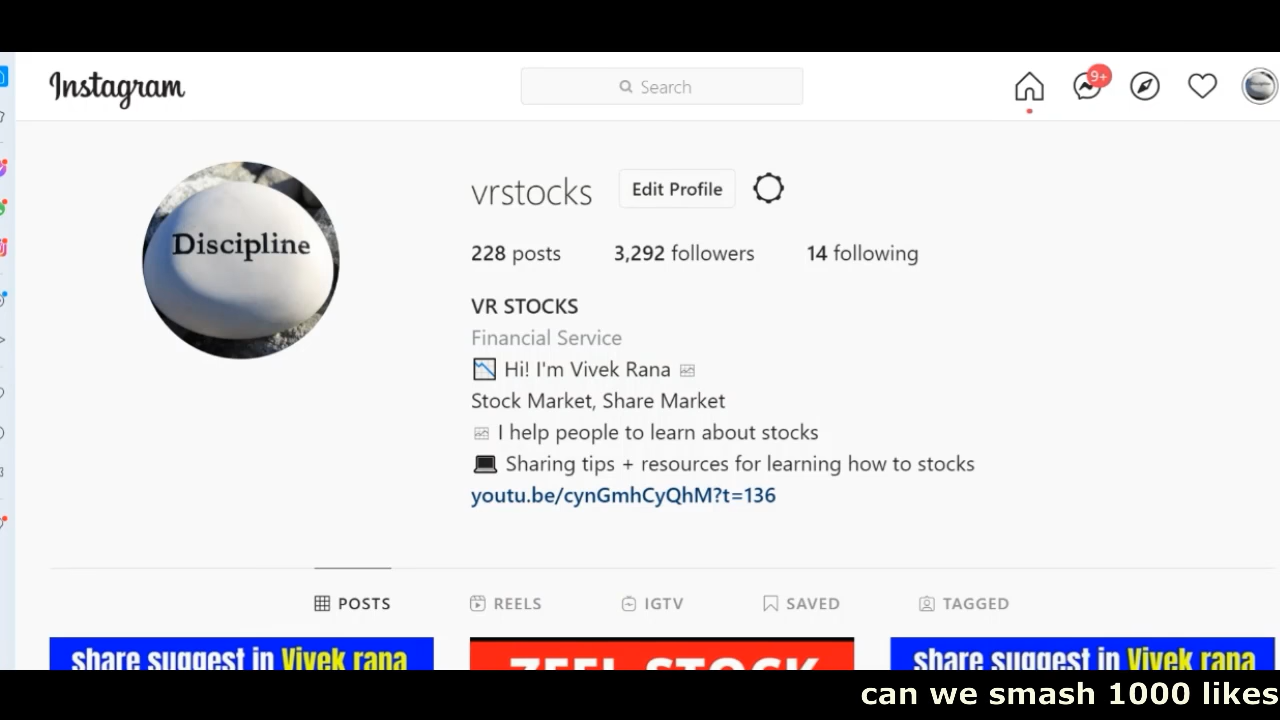 Instagram
Search
9+
Discipline
vrstocks Edit Profile
228 posts 3,292 followers 14 following
VR STOCKS
Financial Service
Hi! I'm Vivek Rana
Stock Market, Share Market
I help people to learn about stocks
Sharing tips + resources for learning how to stocks
youtu.be/cynGmhCyQhM?t=136
POSTS REELS IGTV SAVED TAGGED
share suggest in Vivek rana ZEEL STOCK share suggest in Vivek rana
can we smash 1000 likes